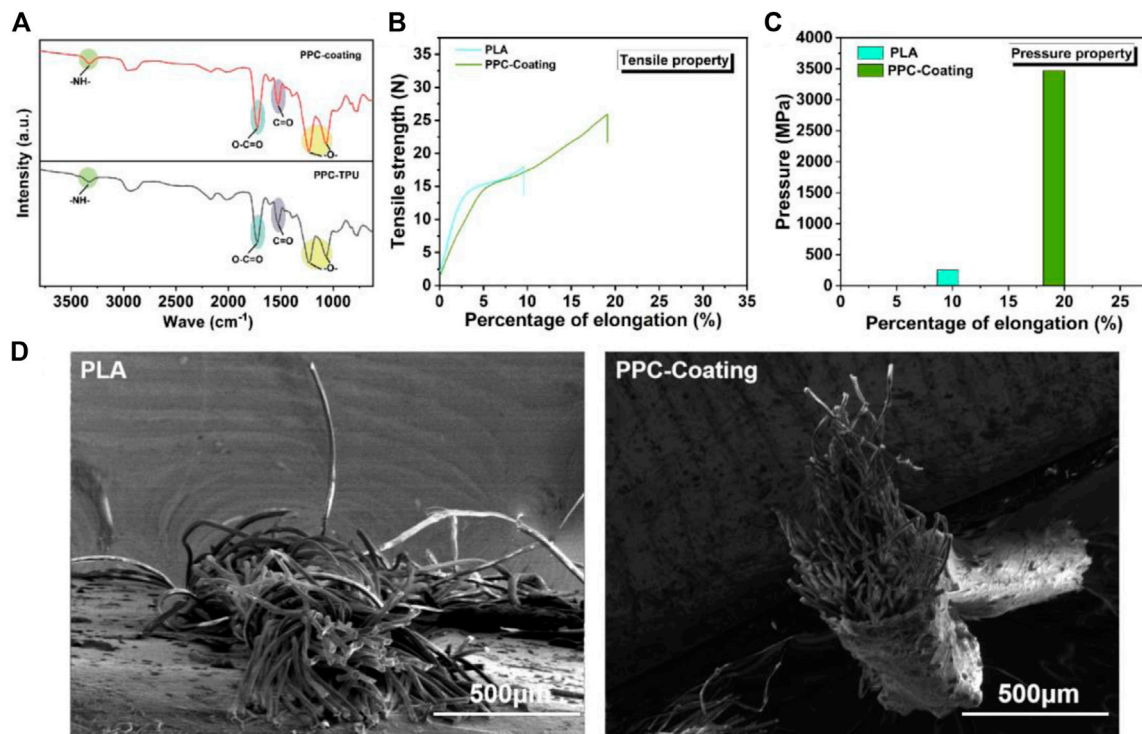 A
Intensity (a.u.)
PPC-coating
-NH-
O-C=O
C=O
-O-
PPC-TPU
-NH-
O-C=O
C=O
-O-
3500 3000 2500 2000 1500 1000
Wave (cm⁻¹)
B
Tensile strength (N)
PLA
PPC-Coating
Tensile property
35
30
25
20
15
10
5
0
0 5 10 15 20 25 30 35
Percentage of elongation (%)
C
Pressure (MPa)
PLA
PPC-Coating
Pressure property
4000
3500
3000
2500
2000
1500
1000
500
0
0 5 10 15 20 25
Percentage of elongation (%)
D
PLA
500μm
PPC-Coating
500μm